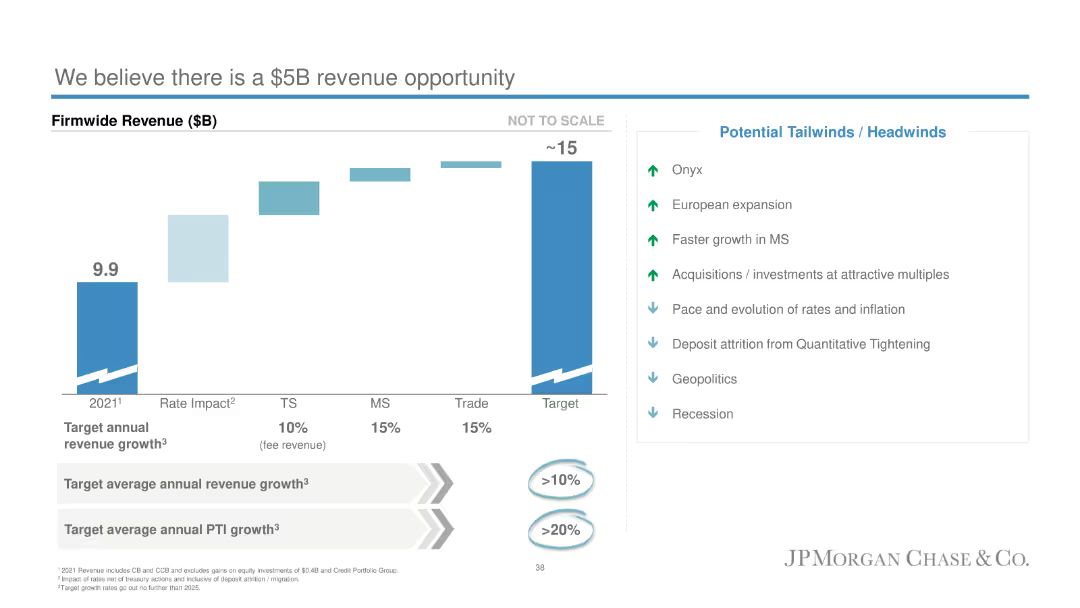 We believe there is a $5B revenue opportunity
Firmwide Revenue ($B)
NOT TO SCALE
~15
9.9
2021¹ Rate Impact² TS MS Trade Target
Target annual
revenue growth³
10% 15% 15%
(fee revenue)
Target average annual revenue growth³ >10%
Target average annual PTI growth³ >20%
Potential Tailwinds / Headwinds
Onyx
European expansion
Faster growth in MS
Acquisitions / investments at attractive multiples
Pace and evolution of rates and inflation
Deposit attrition from Quantitative Tightening
Geopolitics
Recession
¹ 2021 Revenue includes CB and CCB and excludes gains on equity investments of $0.4B and Credit Portfolio Group.
² Impact of rates net of treasury actions and inclusive of deposit attrition / migration.
³ Target growth rates go out no further than 2025.
38
JPMORGAN CHASE & CO.